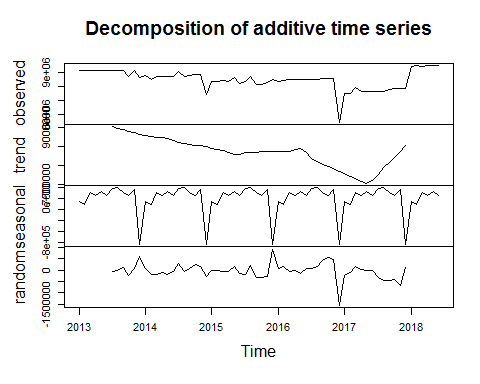 Decomposition of additive time series
observed
9e+06
trend
seasonal
-8e+05
random
0
-1500000
2013 2014 2015 2016 2017 2018
Time